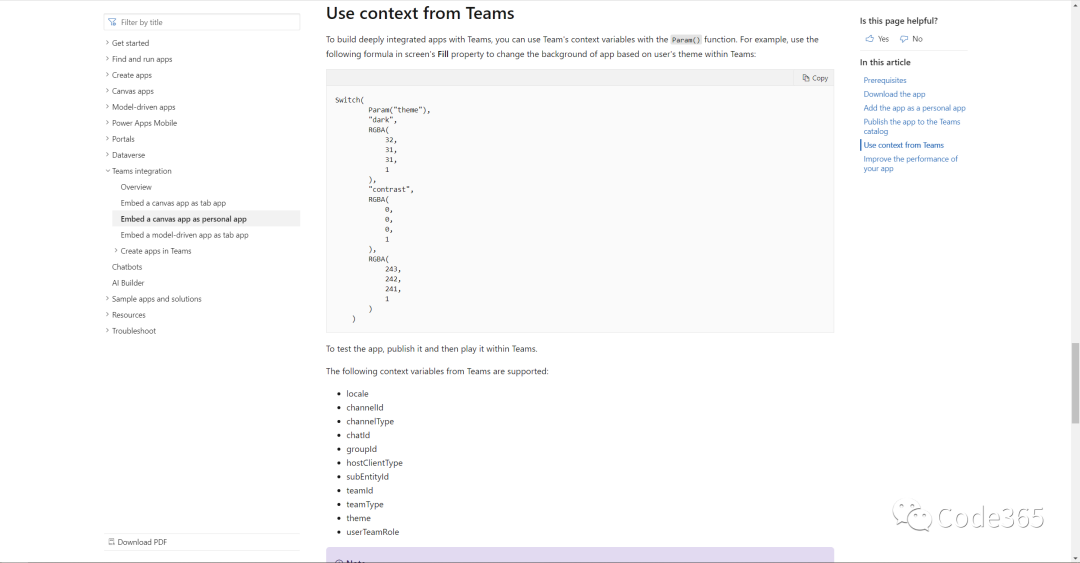 Filter by title
Get started
Find and run apps
Create apps
Canvas apps
Model-driven apps
Power Apps Mobile
Portals
Dataverse
Teams integration
Overview
Embed a canvas app as tab app
Embed a canvas app as personal app
Embed a model-driven app as tab app
Create apps in Teams
Chatbots
AI Builder
Sample apps and solutions
Resources
Troubleshoot
Download PDF
Use context from Teams
To build deeply integrated apps with Teams, you can use Team's context variables with the Param() function. For example, use the
following formula in screen's Fill property to change the background of app based on user's theme within Teams:
Copy
Switch(
Param("theme"),
"dark",
RGBA(
32,
31,
31,
1
),
"contrast",
RGBA(
0,
0,
0,
1
),
RGBA(
243,
242,
241,
1
)
)
To test the app, publish it and then play it within Teams.
The following context variables from Teams are supported:
locale
channelId
channelType
chatId
groupId
hostClientType
subEntityId
teamId
teamType
theme
userTeamRole
Is this page helpful?
Yes No
In this article
Prerequisites
Download the app
Add the app as a personal app
Publish the app to the Teams
catalog
Use context from Teams
Improve the performance of
your app
Code365